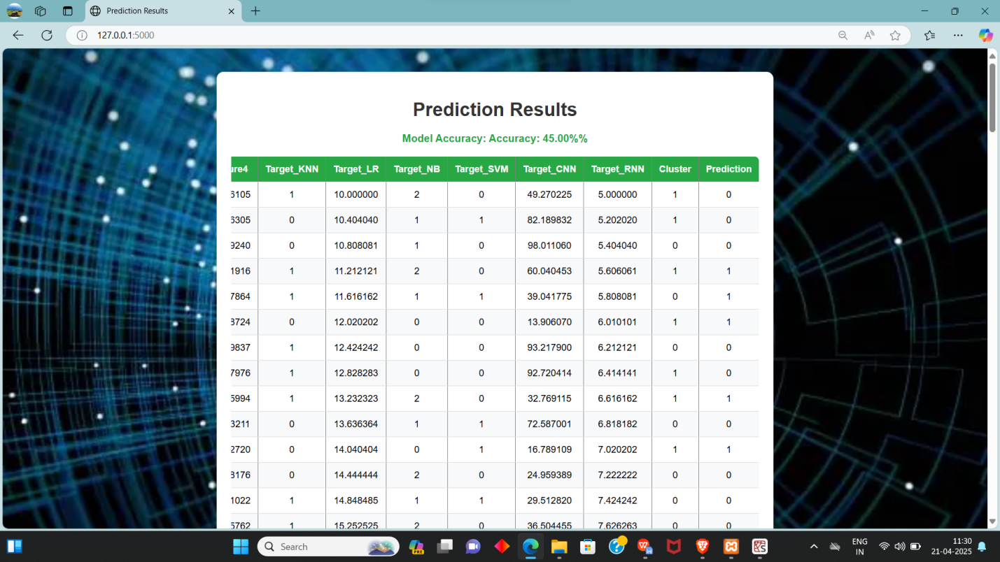 Prediction Results
127.0.0.1:5000
Prediction Results
Model Accuracy: Accuracy: 45.00%%
ure4 Target_KNN Target_LR Target_NB Target_SVM Target_CNN Target_RNN Cluster Prediction
6105 1 10.000000 2 0 49.270225 5.000000 1 0
6305 0 10.404040 1 1 82.189832 5.202020 1 0
9240 0 10.808081 1 0 98.011060 5.404040 0 0
1916 1 11.212121 2 0 60.040453 5.606061 1 1
7864 1 11.616162 1 1 39.041775 5.808081 0 1
8724 0 12.020202 0 0 13.906070 6.010101 1 1
9837 1 12.424242 0 0 93.217900 6.212121 0 0
7976 1 12.828283 0 0 92.720414 6.414141 1 0
5994 1 13.232323 2 0 32.769115 6.616162 1 1
3211 0 13.636364 1 1 72.587001 6.818182 0 0
2720 0 14.040404 0 1 16.789109 7.020202 1 1
8176 0 14.444444 2 0 24.959389 7.222222 0 0
1022 1 14.848485 1 1 29.512820 7.424242 0 0
5762 1 15.252525 2 0 36.504455 7.626263 0 0
Search
PRE
ENG
IN
11:30
21-04-2025